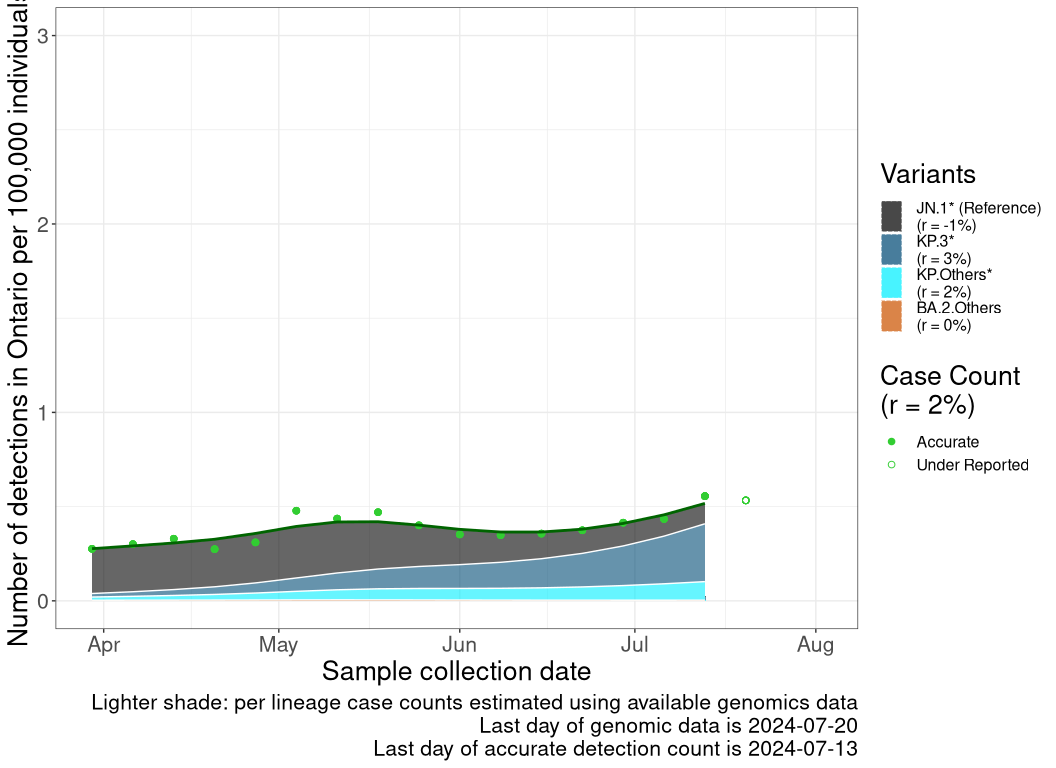 Number of detections in Ontario per 100,000 individuals
3
2
1
0
Apr
May
Jun
Jul
Aug
Sample collection date
Lighter shade: per lineage case counts estimated using available genomics data
Last day of genomic data is 2024-07-20
Last day of accurate detection count is 2024-07-13
Variants
JN.1* (Reference)
(r = -1%)
KP.3*
(r = 3%)
KP.Others*
(r = 2%)
BA.2.Others
(r = 0%)
Case Count
(r = 2%)
Accurate
Under Reported